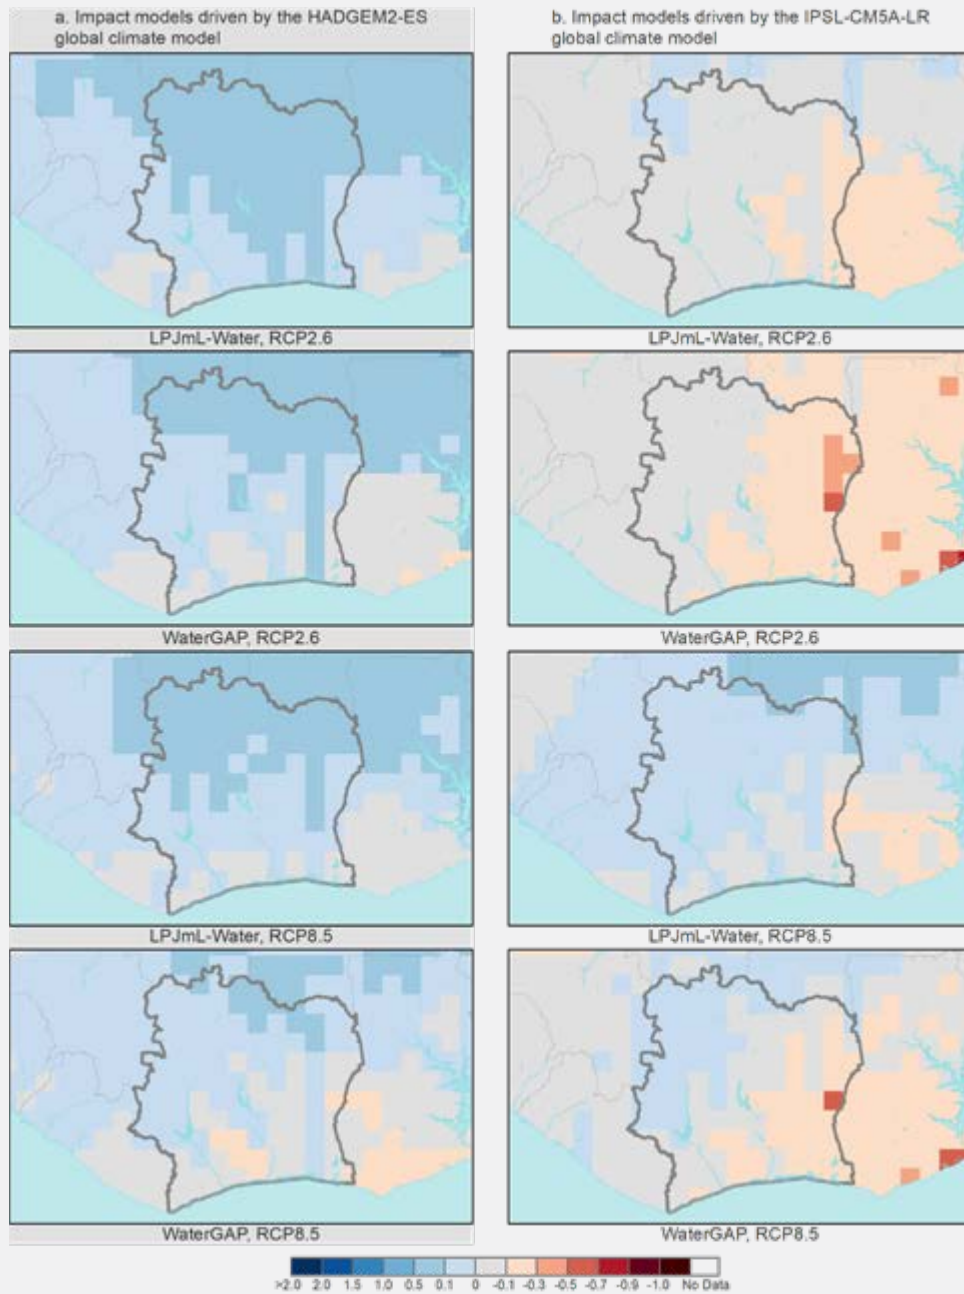 a. Impact models driven by the HADGEM2-ES
global climate model
b. Impact models driven by the IPSL-CM5A-LR
global climate model
LPJmL-Water, RCP2.6
LPJmL-Water, RCP2.6
WaterGAP, RCP2.6
WaterGAP, RCP2.6
LPJmL-Water, RCP8.5
LPJmL-Water, RCP8.5
WaterGAP, RCP8.5
WaterGAP, RCP8.5
>2.0 2.0 1.5 1.0 0.5 0.1 0 -0.1 -0.3 -0.5 -0.7 -0.9 -1.0 No Data